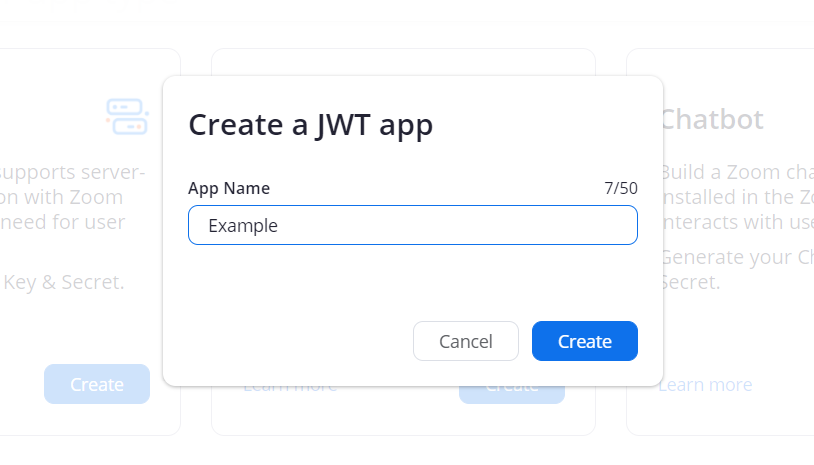 Create a JWT app
App Name
7/50
Example
Cancel
Create
supports server-
on with Zoom
need for user
Key & Secret.
Create
Learn more
Create
Chatbot
Build a Zoom cha
installed in the Zo
interacts with use
Generate your Ch
Secret.
Learn more